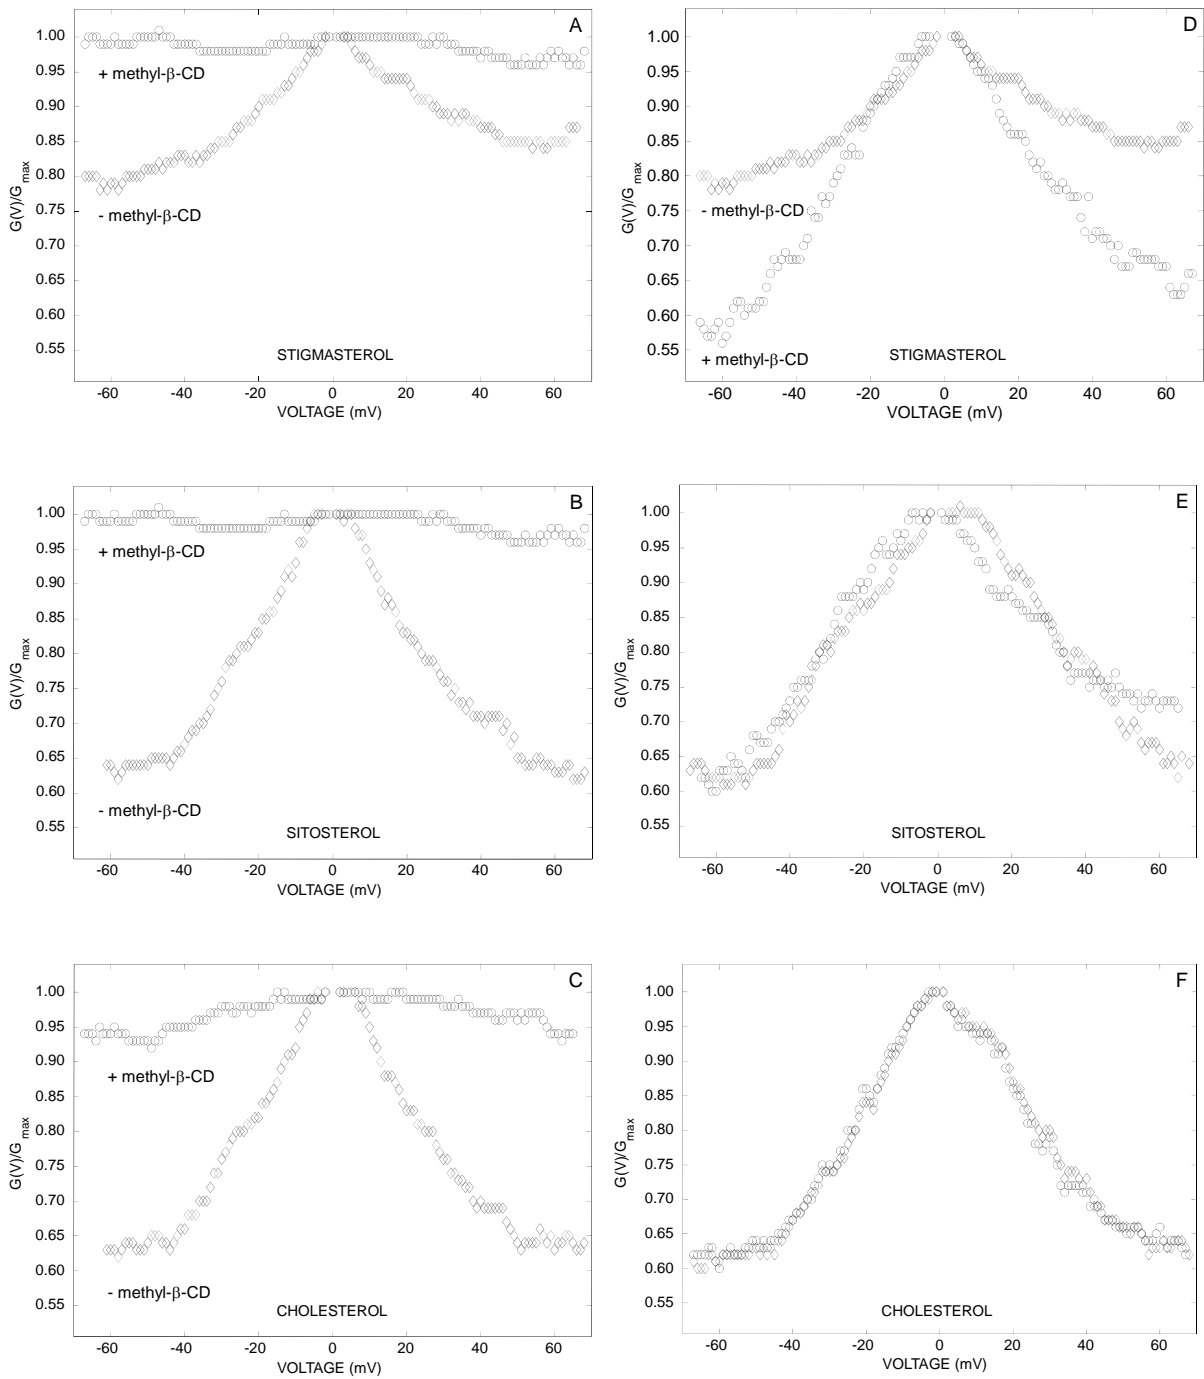 A
1.00
0.95
0.90
0.85
0.80
0.75
0.70
0.65
0.60
0.55
G(V)/G max
+ methyl-β-CD
- methyl-β-CD
STIGMASTEROL
-60 -40 -20 0 20 40 60
VOLTAGE (mV)
D
1.00
0.95
0.90
0.85
0.80
0.75
0.70
0.65
0.60
0.55
G(V)/G max
- methyl-β-CD
+ methyl-β-CD
STIGMASTEROL
-60 -40 -20 0 20 40 60
VOLTAGE (mV)
B
1.00
0.95
0.90
0.85
0.80
0.75
0.70
0.65
0.60
0.55
G(V)/G max
+ methyl-β-CD
- methyl-β-CD
SITOSTEROL
-60 -40 -20 0 20 40 60
VOLTAGE (mV)
E
1.00
0.95
0.90
0.85
0.80
0.75
0.70
0.65
0.60
0.55
G(V)/G max
SITOSTEROL
-60 -40 -20 0 20 40 60
VOLTAGE (mV)
C
1.00
0.95
0.90
0.85
0.80
0.75
0.70
0.65
0.60
0.55
G(V)/G max
+ methyl-β-CD
- methyl-β-CD
CHOLESTEROL
-60 -40 -20 0 20 40 60
VOLTAGE (mV)
F
1.00
0.95
0.90
0.85
0.80
0.75
0.70
0.65
0.60
0.55
G(V)/G max
CHOLESTEROL
-60 -40 -20 0 20 40 60
VOLTAGE (mV)